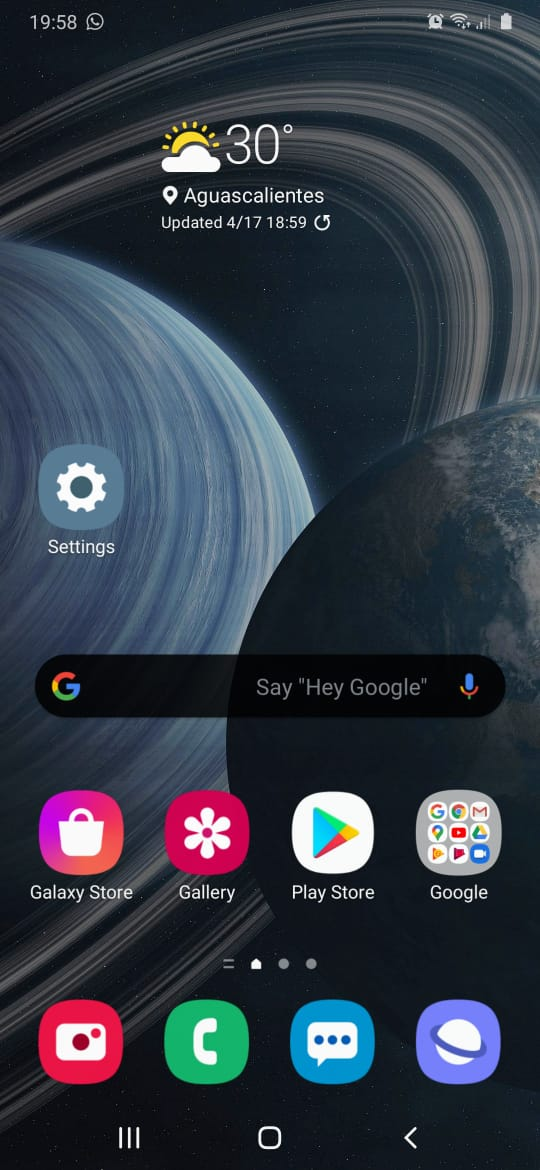 19:58
30°
Aguascalientes
Updated 4/17 18:59
Settings
Say "Hey Google"
Galaxy Store
Gallery
Play Store
Google